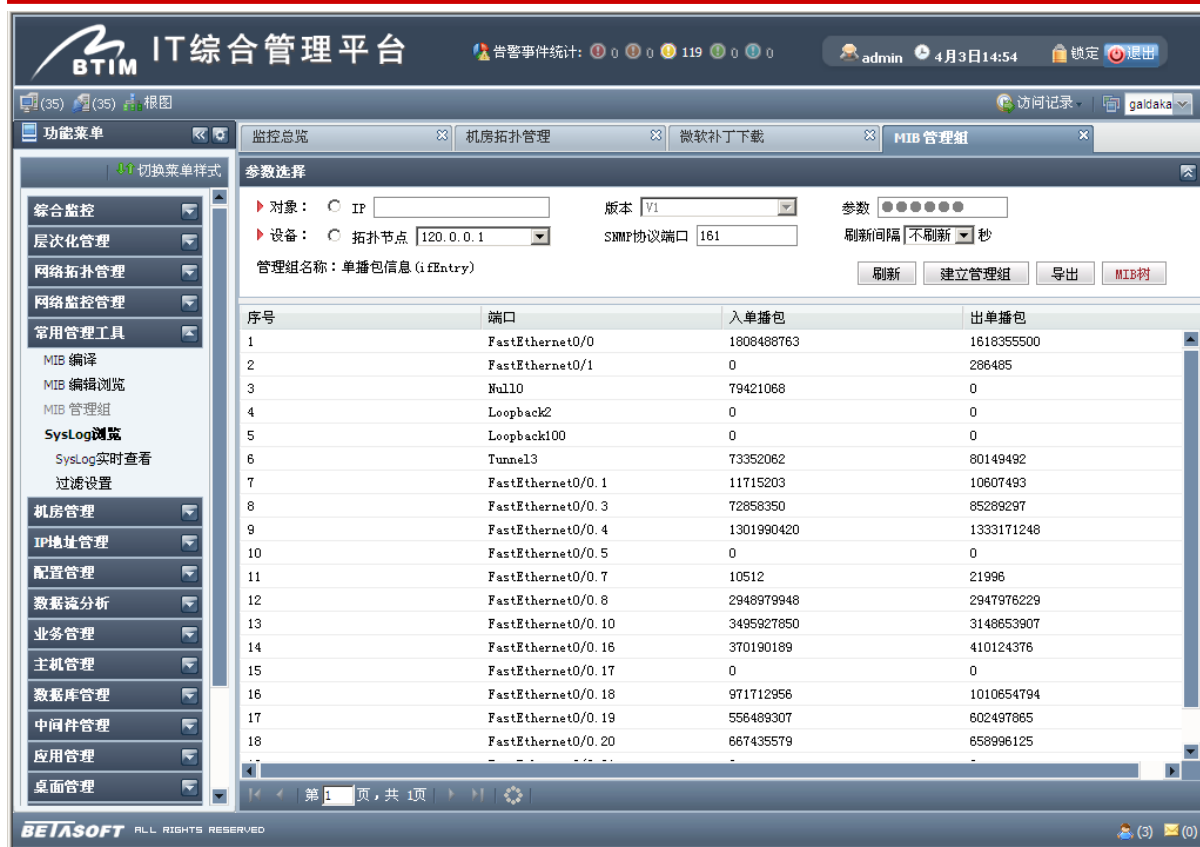 BTIM IT综合管理平台 告警事件统计: 0 0 119 0 0 admin 4月3日14:54 锁定 退出
(35) (35) 根图 访问记录 galdaka
功能菜单 监控总览 机房拓扑管理 微软补丁下载 MIB 管理组
切换菜单样式
参数选择
对象： IP 版本 V1 参数 ●●●●●●
设备： 拓扑节点 120.0.0.1 SNMP协议端口 161 刷新间隔 不刷新 秒
管理组名称：单播包信息(ifEntry) 刷新 建立管理组 导出 MIB树
综合监控
层次化管理
网络拓扑管理
网络监控管理
常用管理工具
MIB 编译
MIB 编辑浏览
MIB 管理组
SysLog浏览
SysLog实时查看
过滤设置
机房管理
IP地址管理
配置管理
数据流分析
业务管理
主机管理
数据库管理
中间件管理
应用管理
桌面管理
序号 端口 入单播包 出单播包
1 FastEthernet0/0 1808488763 1618355500
2 FastEthernet0/1 0 286485
3 Null0 79421068 0
4 Loopback2 0 0
5 Loopback100 0 0
6 Tunnel3 73352062 80149492
7 FastEthernet0/0.1 11715203 10607493
8 FastEthernet0/0.3 72858350 85289297
9 FastEthernet0/0.4 1301990420 1333171248
10 FastEthernet0/0.5 0 0
11 FastEthernet0/0.7 10512 21996
12 FastEthernet0/0.8 2948979948 2947976229
13 FastEthernet0/0.10 3495927850 3148653907
14 FastEthernet0/0.16 370190189 410124376
15 FastEthernet0/0.17 0 0
16 FastEthernet0/0.18 971712956 1010654794
17 FastEthernet0/0.19 556489307 602497865
18 FastEthernet0/0.20 667435579 658996125
第 1 页，共 1页
BETASOFT ALL RIGHTS RESERVED (3) (0)